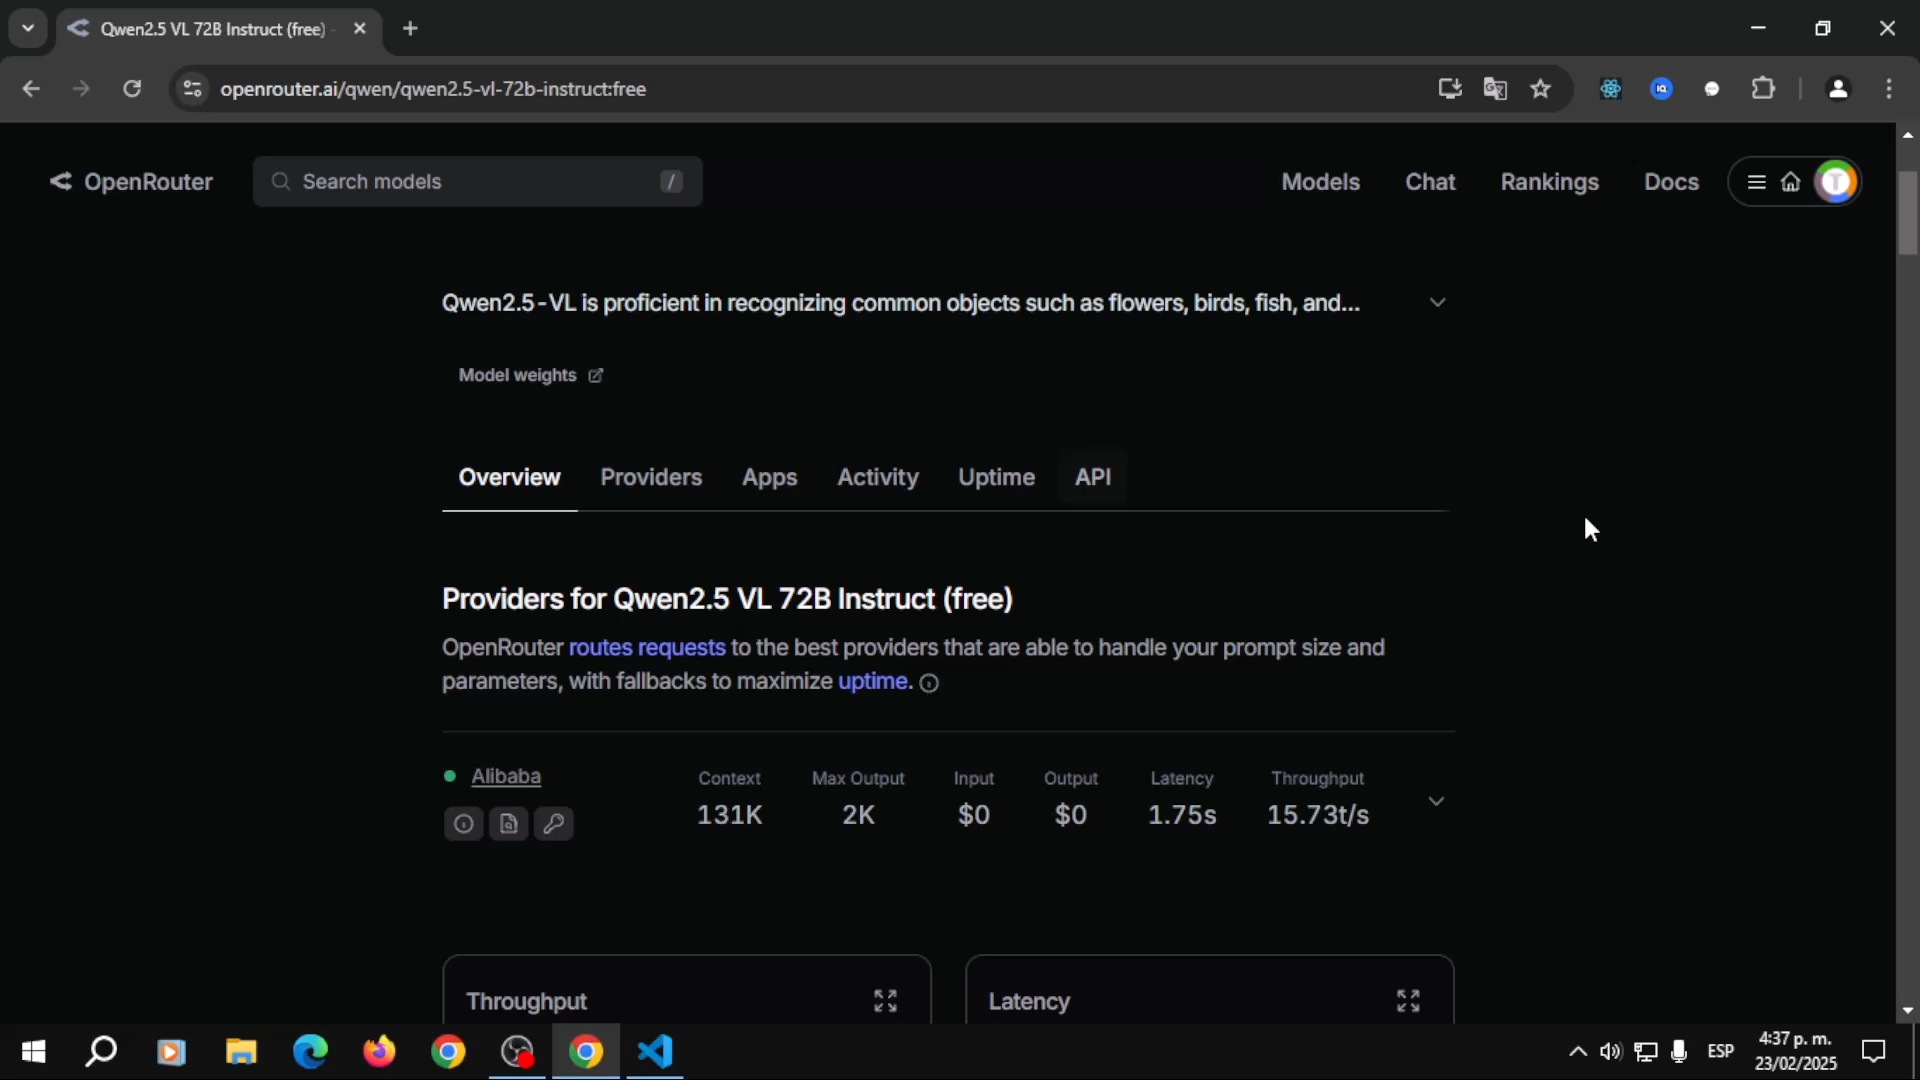 Qwen2.5 VL 72B Instruct (free)
openrouter.ai/qwen/qwen2.5-vl-72b-instruct:free
OpenRouter
Search models
/
Models
Chat
Rankings
Docs
T
Qwen2.5-VL is proficient in recognizing common objects such as flowers, birds, fish, and...
Model weights
Overview
Providers
Apps
Activity
Uptime
API
Providers for Qwen2.5 VL 72B Instruct (free)
OpenRouter routes requests to the best providers that are able to handle your prompt size and
parameters, with fallbacks to maximize uptime.
Alibaba
Context
Max Output
Input
Output
Latency
Throughput
131K
2K
$0
$0
1.75s
15.73t/s
Throughput
Latency
ESP
4:37 p. m.
23/02/2025